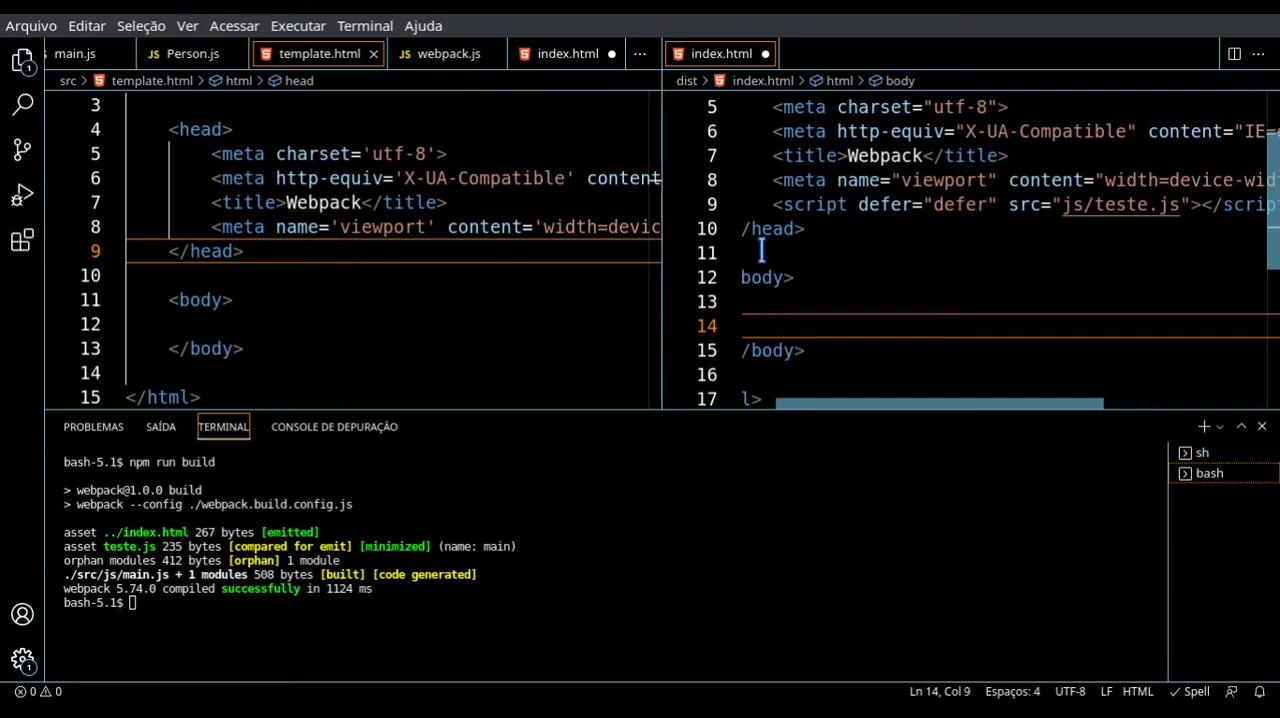 Arquivo Editar Seleção Ver Acessar Executar Terminal Ajuda
main.js JS Person.js template.html JS webpack.js index.html ● ··· index.html ● ···
src > template.html > html > head
dist > index.html > html > body
3
4 <head>
5 <meta charset='utf-8'>
6 <meta http-equiv='X-UA-Compatible' content
7 <title>Webpack</title>
8 <meta name='viewport' content='width=devic
9 </head>
10
11 <body>
12
13 </body>
14
15 </html>
5 <meta charset="utf-8">
6 <meta http-equiv="X-UA-Compatible" content="IE=
7 <title>Webpack</title>
8 <meta name="viewport" content="width=device-wid
9 <script defer="defer" src="js/teste.js"></scrip
10 /head>
11
12 body>
13
14
15 /body>
16
17 l>
PROBLEMAS SAÍDA TERMINAL CONSOLE DE DEPURAÇÃO
bash-5.1$ npm run build
> webpack@1.0.0 build
> webpack --config ./webpack.build.config.js
asset ../index.html 267 bytes [emitted]
asset teste.js 235 bytes [compared for emit] [minimized] (name: main)
orphan modules 412 bytes [orphan] 1 module
./src/js/main.js + 1 modules 508 bytes [built] [code generated]
webpack 5.74.0 compiled successfully in 1124 ms
bash-5.1$
sh
bash
1
1
0 0
Ln 14, Col 9 Espaços: 4 UTF-8 LF HTML Spell